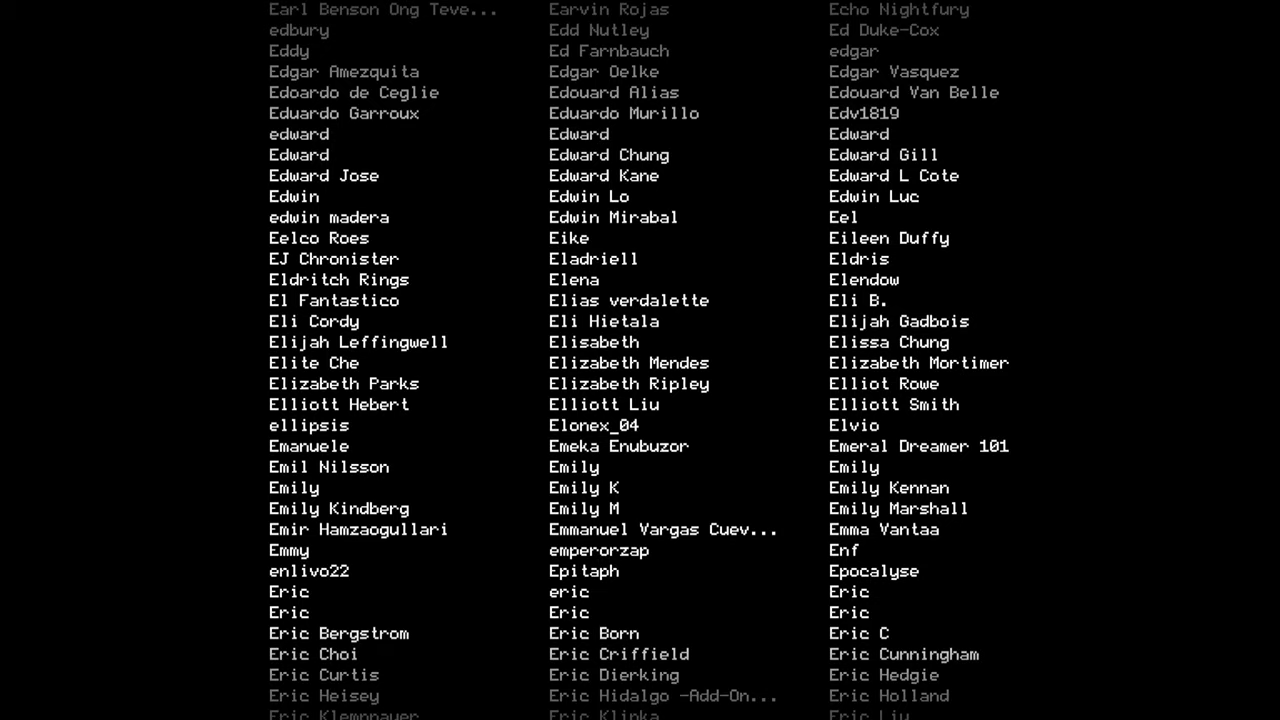 Earl Benson Ong Teve... Earvin Rojas Echo Nightfury
edbury Edd Nutley Ed Duke-Cox
Eddy Ed Farnbauch edgar
Edgar Amezquita Edgar Oelke Edgar Vasquez
Edoardo de Ceglie Edouard Alias Edouard Van Belle
Eduardo Garroux Eduardo Murillo Edv1819
edward Edward Edward
Edward Edward Chung Edward Gill
Edward Jose Edward Kane Edward L Cote
Edwin Edwin Lo Edwin Luc
edwin madera Edwin Mirabal Eel
Eelco Roes Eike Eileen Duffy
EJ Chronister Eladriell Eldris
Eldritch Rings Elena Elendow
El Fantastico Elias verdalette Eli B.
Eli Cordy Eli Hietala Elijah Gadbois
Elijah Leffingwell Elisabeth Elissa Chung
Elite Che Elizabeth Mendes Elizabeth Mortimer
Elizabeth Parks Elizabeth Ripley Elliot Rowe
Elliott Hebert Elliott Liu Elliott Smith
ellipsis Elonex_04 Elvio
Emanuele Emeka Enubuzor Emeral Dreamer 101
Emil Nilsson Emily Emily
Emily Emily K Emily Kennan
Emily Kindberg Emily M Emily Marshall
Emir Hamzaogullari Emmanuel Vargas Cuev... Emma Vantaa
Emmy emperorzap Enf
enlivo22 Epitaph Epocalyse
Eric eric Eric
Eric Eric Eric
Eric Bergstrom Eric Born Eric C
Eric Choi Eric Criffield Eric Cunningham
Eric Curtis Eric Dierking Eric Hedgie
Eric Heisey Eric Hidalgo -Add-On... Eric Holland
Eric Klemnnauer Eric Klinka Eric Liu